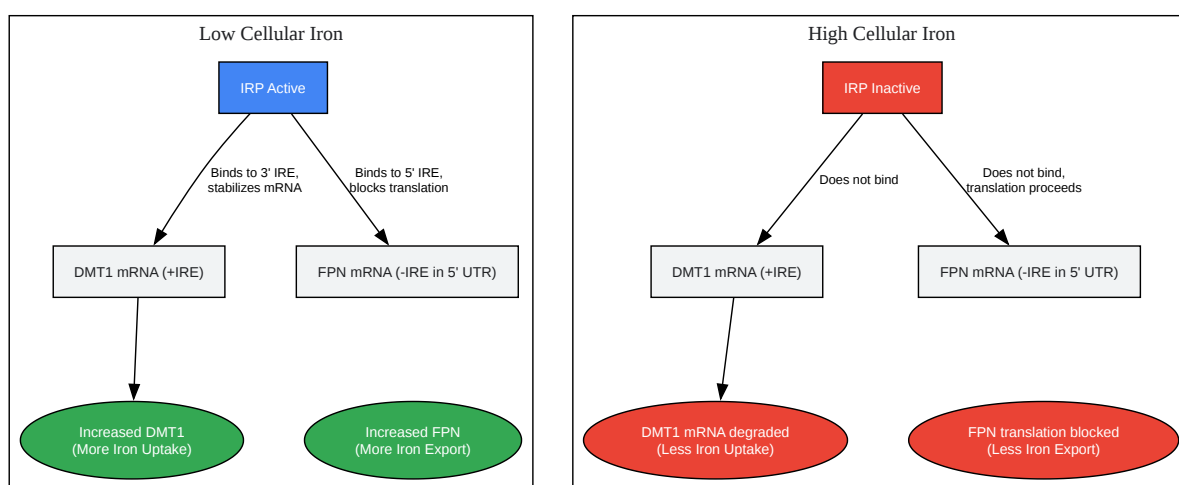 Low Cellular Iron
IRP Active
Binds to 3' IRE,
stabilizes mRNA
Binds to 5' IRE,
blocks translation
DMT1 mRNA (+IRE)
FPN mRNA (-IRE in 5' UTR)
Increased DMT1
(More Iron Uptake)
Increased FPN
(More Iron Export)
High Cellular Iron
IRP Inactive
Does not bind
Does not bind,
translation proceeds
DMT1 mRNA (+IRE)
FPN mRNA (-IRE in 5' UTR)
DMT1 mRNA degraded
(Less Iron Uptake)
FPN translation blocked
(Less Iron Export)